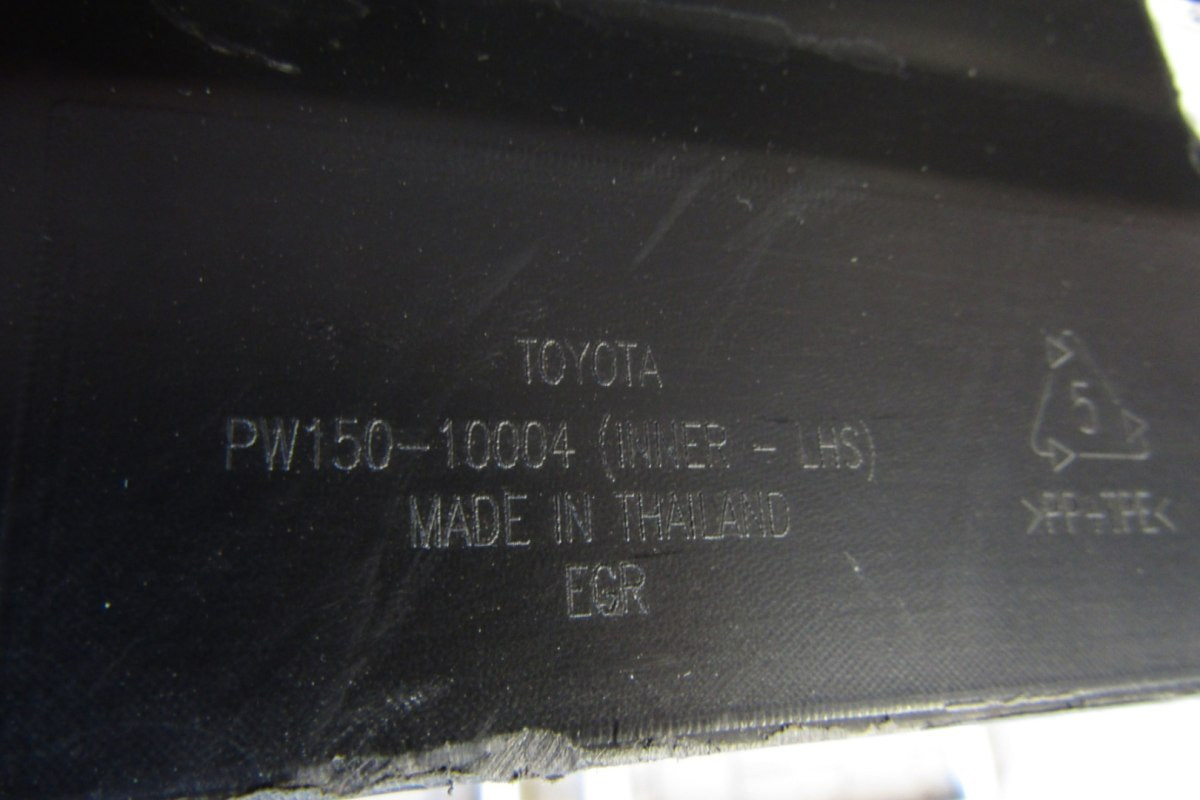 TOYOTA
PW150-10004 (INNER - LHS)
MADE IN THAILAND
EGR
5
>PP-TPE<